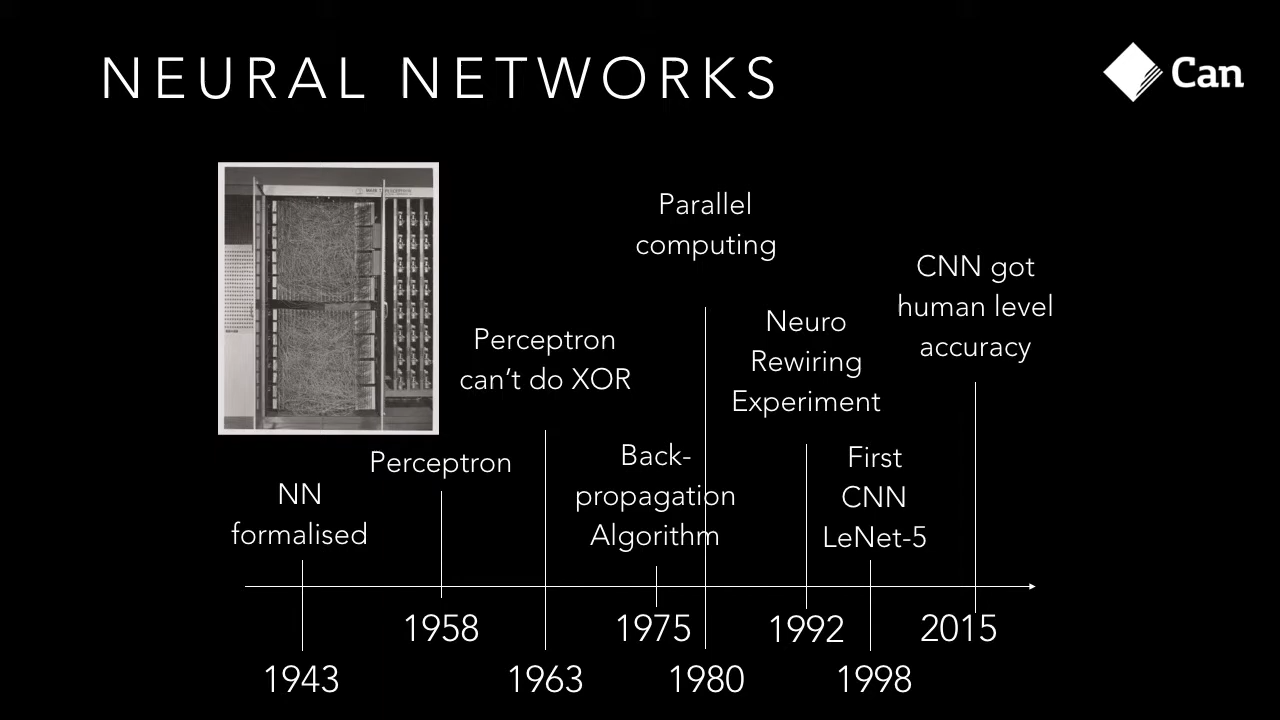 NEURAL NETWORKS
Can
Parallel
computing
CNN got
human level
accuracy
Neuro
Rewiring
Experiment
Perceptron
can't do XOR
Back-
propagation
Algorithm
First
CNN
LeNet-5
Perceptron
NN
formalised
1958
1975
1992
2015
1943
1963
1980
1998